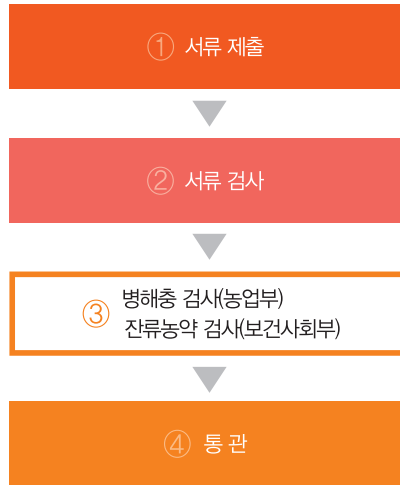 ① 서류 제출
② 서류 검사
③ 병해충 검사(농업부)
잔류농약 검사(보건사회부)
④ 통 관